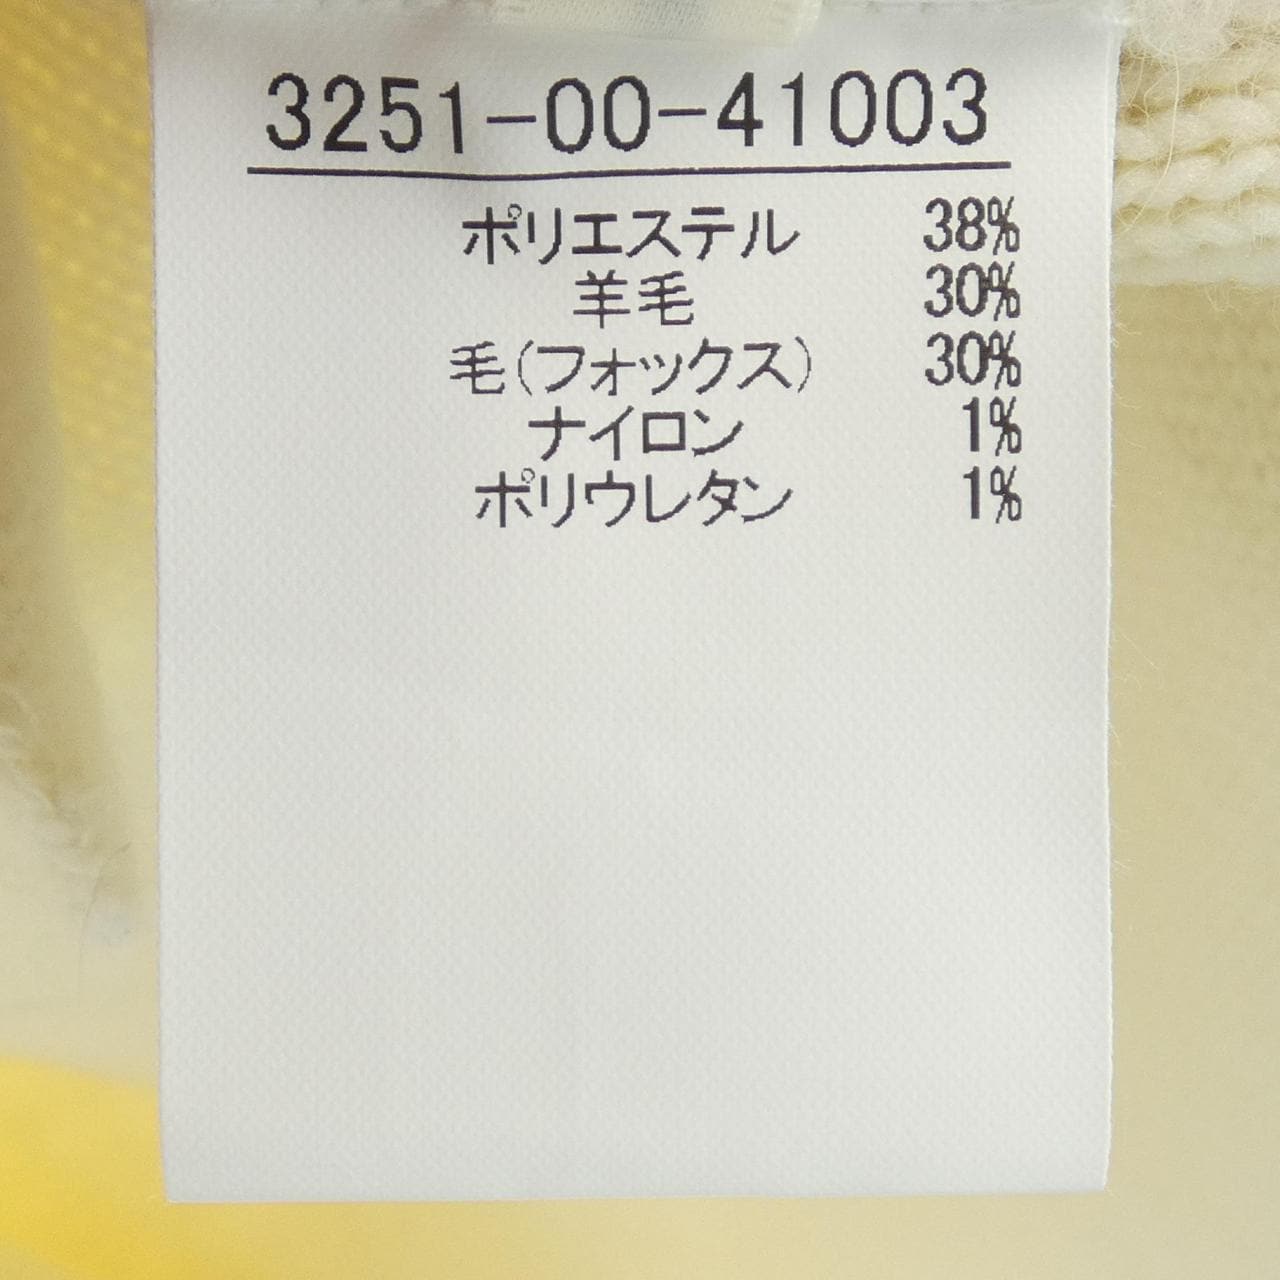 3251-00-41003
ポリエステル 38%
羊毛 30%
毛(フォックス) 30%
ナイロン 1%
ポリウレタン 1%